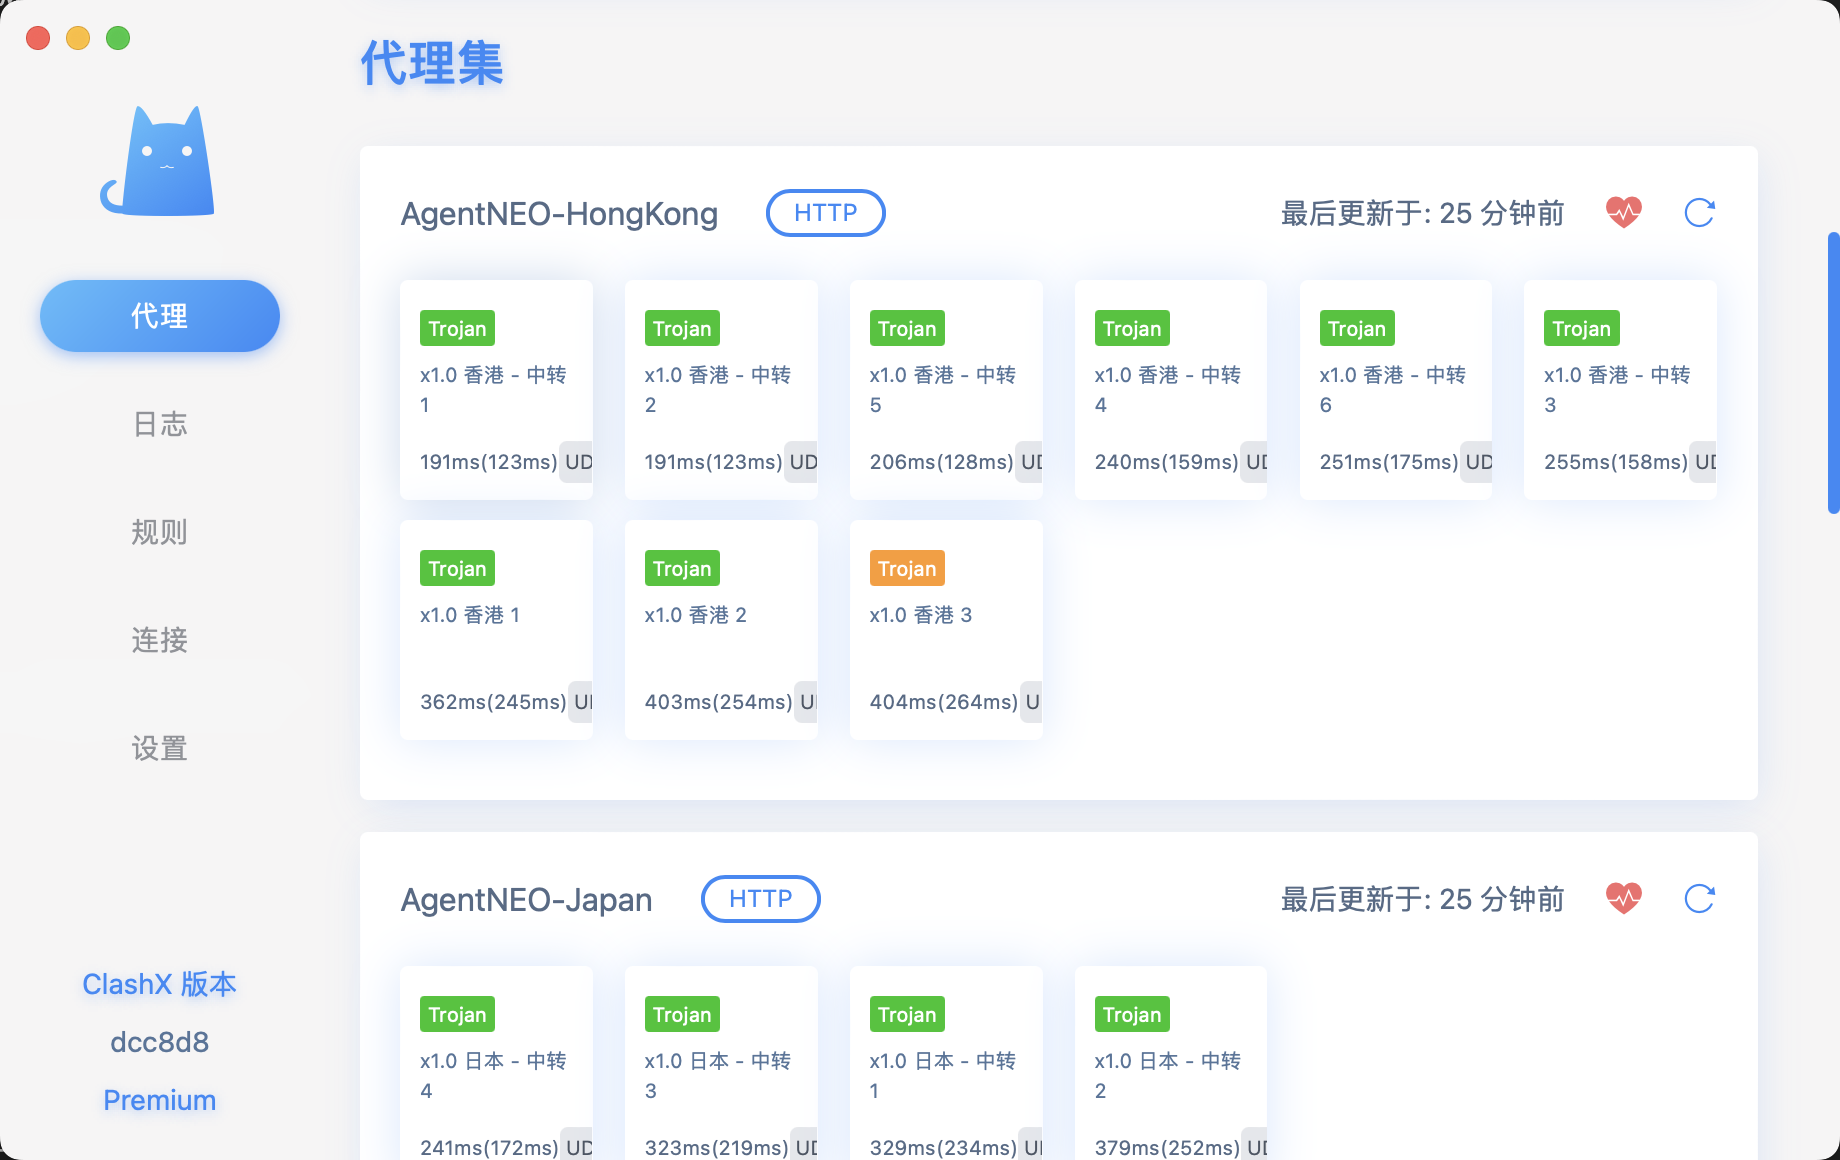 代理集
代理
日志
规则
连接
设置
ClashX 版本
dcc8d8
Premium
AgentNEO-HongKong HTTP 最后更新于: 25 分钟前
Trojan
x1.0 香港 - 中转
1
191ms(123ms) UD
Trojan
x1.0 香港 - 中转
2
191ms(123ms) UD
Trojan
x1.0 香港 - 中转
5
206ms(128ms) UD
Trojan
x1.0 香港 - 中转
4
240ms(159ms) UD
Trojan
x1.0 香港 - 中转
6
251ms(175ms) UD
Trojan
x1.0 香港 - 中转
3
255ms(158ms) UD
Trojan
x1.0 香港 1
362ms(245ms) U
Trojan
x1.0 香港 2
403ms(254ms) U
Trojan
x1.0 香港 3
404ms(264ms) U
AgentNEO-Japan HTTP 最后更新于: 25 分钟前
Trojan
x1.0 日本 - 中转
4
241ms(172ms) UD
Trojan
x1.0 日本 - 中转
3
323ms(219ms) UD
Trojan
x1.0 日本 - 中转
1
329ms(234ms) U
Trojan
x1.0 日本 - 中转
2
379ms(252ms) UD